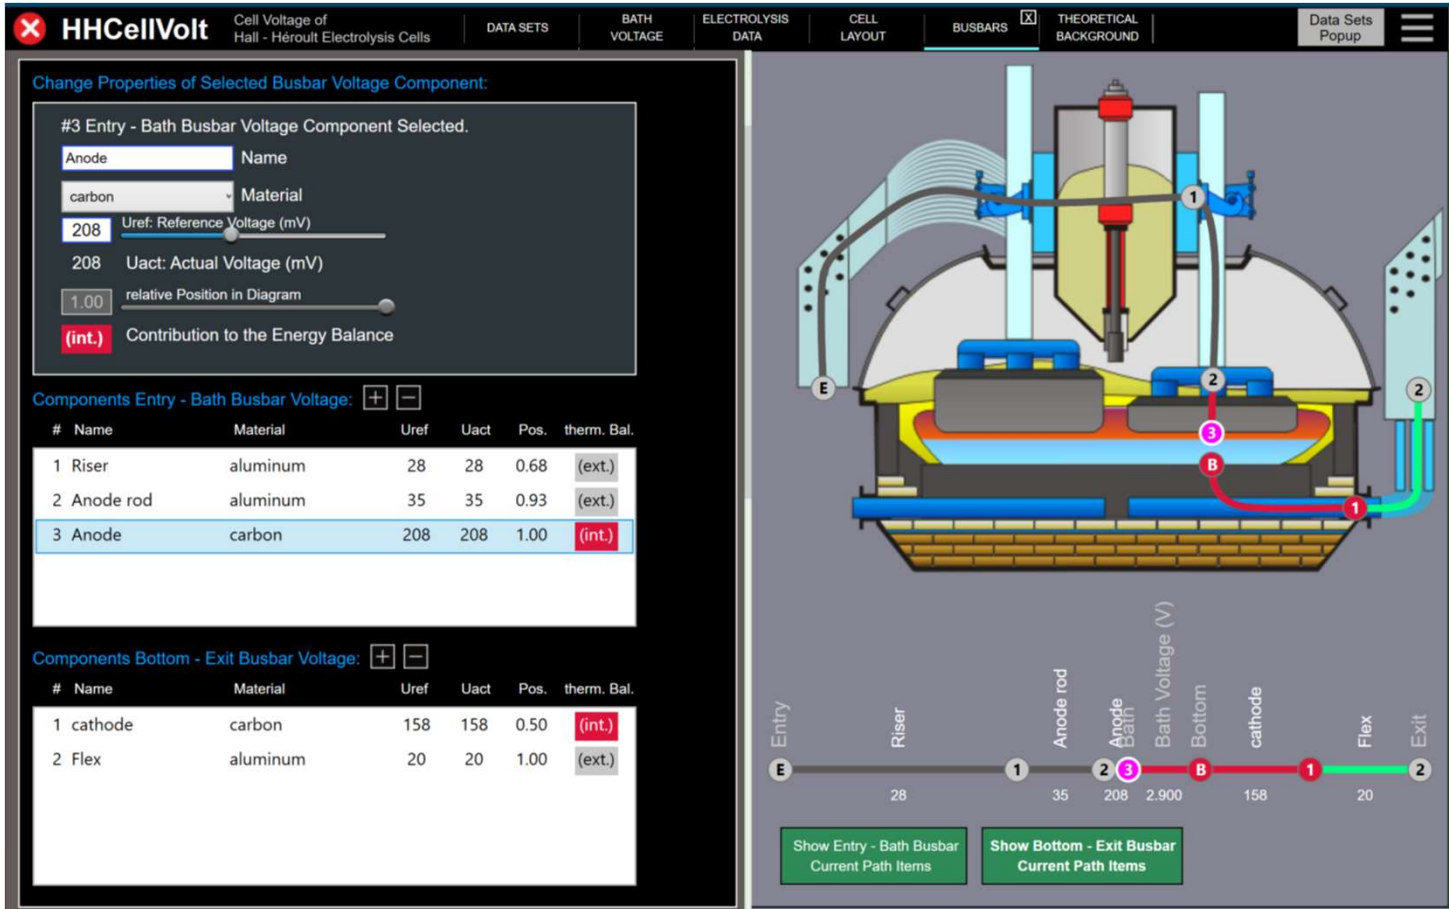 HHCellVolt
Cell Voltage of
Hall - Héroult Electrolysis Cells
DATA SETS
BATH
VOLTAGE
ELECTROLYSIS
DATA
CELL
LAYOUT
BUSBARS
X
THEORETICAL
BACKGROUND
Data Sets
Popup
Change Properties of Selected Busbar Voltage Component:
#3 Entry - Bath Busbar Voltage Component Selected.
Anode Name
carbon Material
208 Uref: Reference Voltage (mV)
208 Uact: Actual Voltage (mV)
1.00 relative Position in Diagram
(int.) Contribution to the Energy Balance
Components Entry - Bath Busbar Voltage: + −
# Name Material Uref Uact Pos. therm. Bal.
1 Riser aluminum 28 28 0.68 (ext.)
2 Anode rod aluminum 35 35 0.93 (ext.)
3 Anode carbon 208 208 1.00 (int.)
Components Bottom - Exit Busbar Voltage: + −
# Name Material Uref Uact Pos. therm. Bal.
1 cathode carbon 158 158 0.50 (int.)
2 Flex aluminum 20 20 1.00 (ext.)
1
E
2
2
3
B
1
Entry
Riser
Anode rod
Anode
Bath
Bath Voltage (V)
Bottom
cathode
Flex
Exit
E 1 2 3 B 1 2
28 35 208 2.900 158 20
Show Entry - Bath Busbar
Current Path Items
Show Bottom - Exit Busbar
Current Path Items